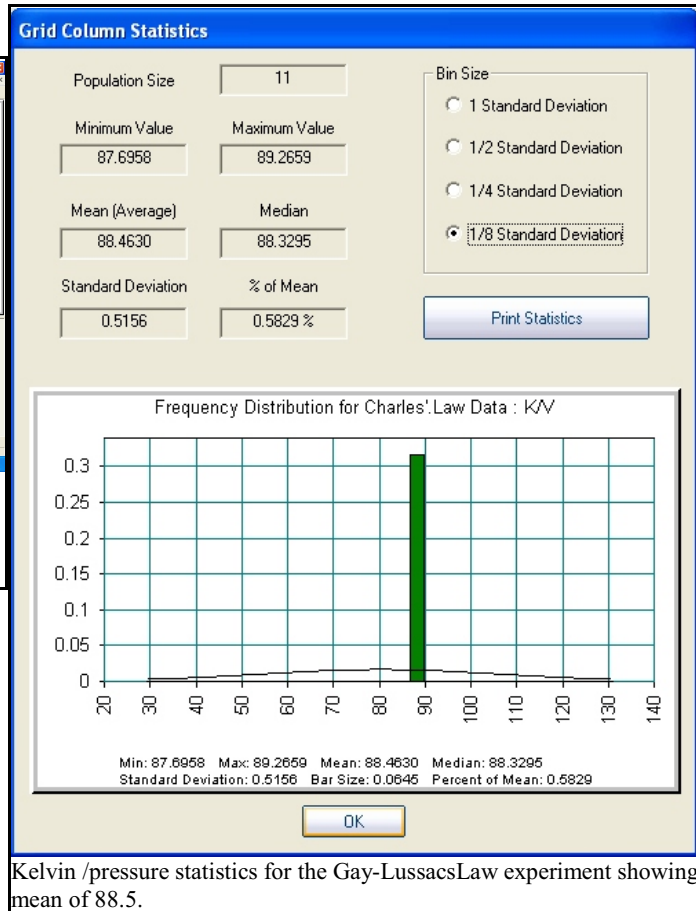 Grid Column Statistics
Population Size
11
Minimum Value
Maximum Value
87.6958
89.2659
Mean (Average)
Median
88.4630
88.3295
Standard Deviation
% of Mean
0.5156
0.5829 %
Bin Size
1 Standard Deviation
1/2 Standard Deviation
1/4 Standard Deviation
1/8 Standard Deviation
Print Statistics
Frequency Distribution for Charles'.Law Data : K/V
0.3
0.25
0.2
0.15
0.1
0.05
0
20 30 40 50 60 70 80 90 100 110 120 130 140
Min: 87.6958 Max: 89.2659 Mean: 88.4630 Median: 88.3295
Standard Deviation: 0.5156 Bar Size: 0.0645 Percent of Mean: 0.5829
OK
Kelvin /pressure statistics for the Gay-LussacsLaw experiment showing
mean of 88.5.